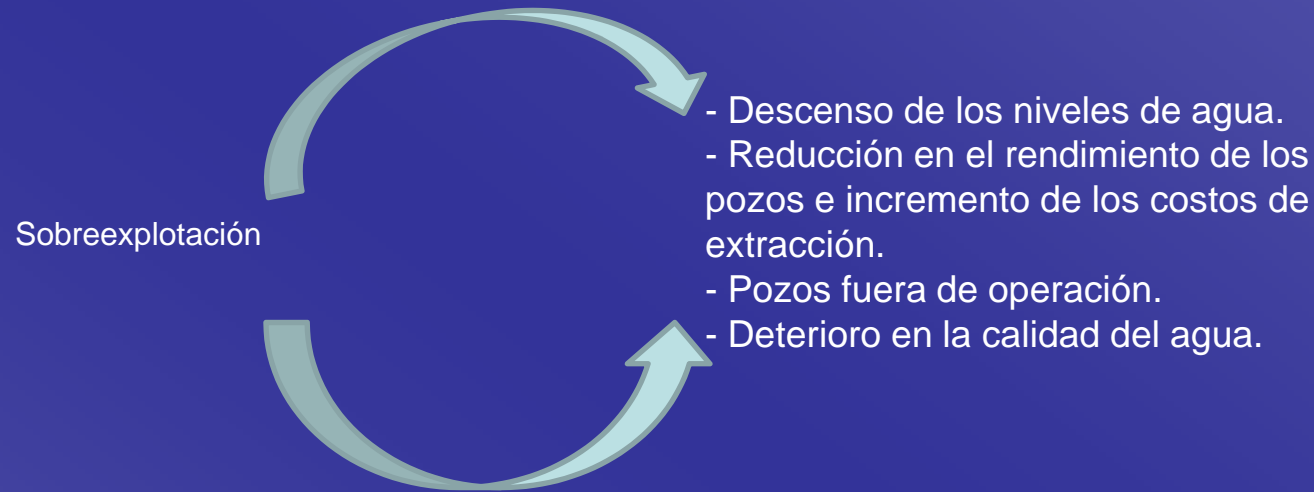 Sobreexplotación
- Descenso de los niveles de agua.
- Reducción en el rendimiento de los
pozos e incremento de los costos de
extracción.
- Pozos fuera de operación.
- Deterioro en la calidad del agua.